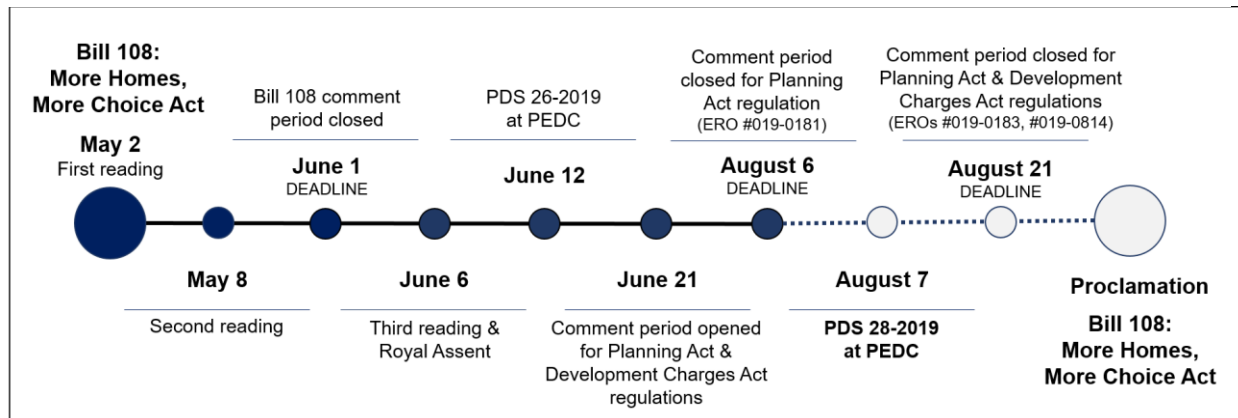 Bill 108:
More Homes,
More Choice Act
May 2
First reading
May 8
Second reading
Bill 108 comment
period closed
June 1
DEADLINE
June 6
Third reading &
Royal Assent
PDS 26-2019
at PEDC
June 12
June 21
Comment period opened
for Planning Act &
Development Charges Act
regulations
Comment period
closed for Planning
Act regulation
(ERO #019-0181)
August 6
DEADLINE
August 7
PDS 28-2019
at PEDC
Comment period closed for
Planning Act & Development
Charges Act regulations
(EROs #019-0183, #019-0814)
August 21
DEADLINE
Proclamation
Bill 108:
More Homes,
More Choice Act